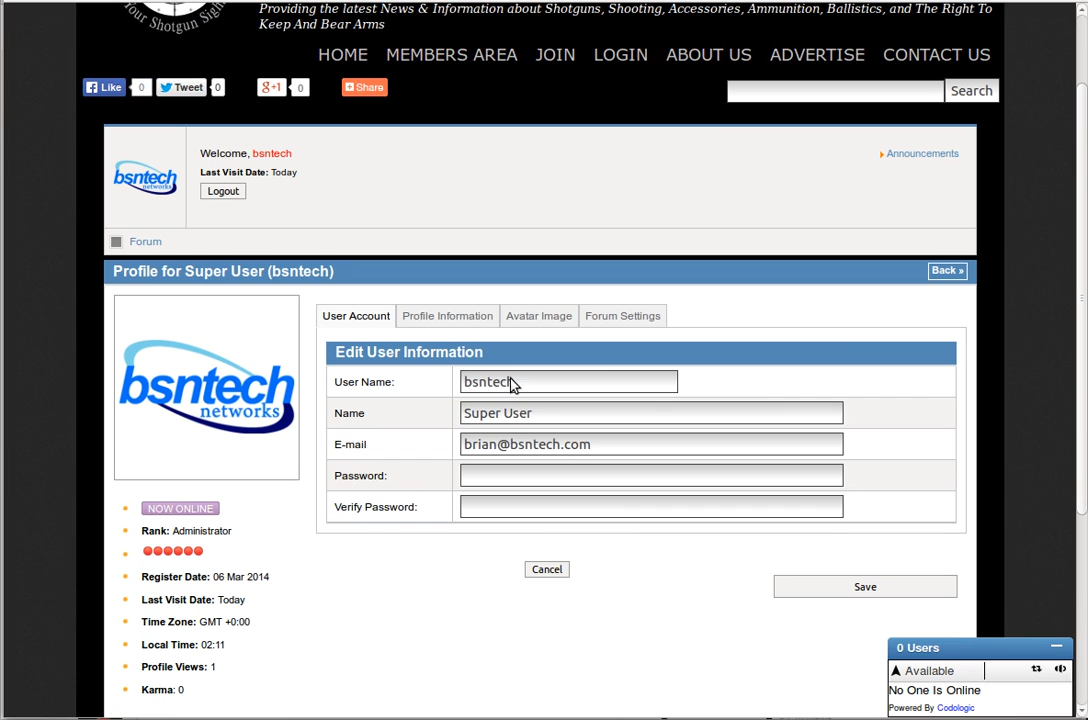 Your Shotgun Sigh
Providing the latest News & Information about Shotguns, Shooting, Accessories, Ammunition, Ballistics, and The Right To
Keep And Bear Arms
HOME MEMBERS AREA JOIN LOGIN ABOUT US ADVERTISE CONTACT US
Like 0 Tweet 0 g+1 0 Share Search
Welcome, bsntech Announcements
Last Visit Date: Today
bsntech
networks
Logout
Forum
Profile for Super User (bsntech) Back »
User Account Profile Information Avatar Image Forum Settings
Edit User Information
User Name: bsntech
Name Super User
E-mail brian@bsntech.com
Password:
Verify Password:
bsntech
networks
NOW ONLINE
Rank: Administrator
Register Date: 06 Mar 2014
Last Visit Date: Today
Time Zone: GMT +0:00
Local Time: 02:11
Profile Views: 1
Karma: 0
Cancel
Save
0 Users
Available
No One Is Online
Powered By Codologic